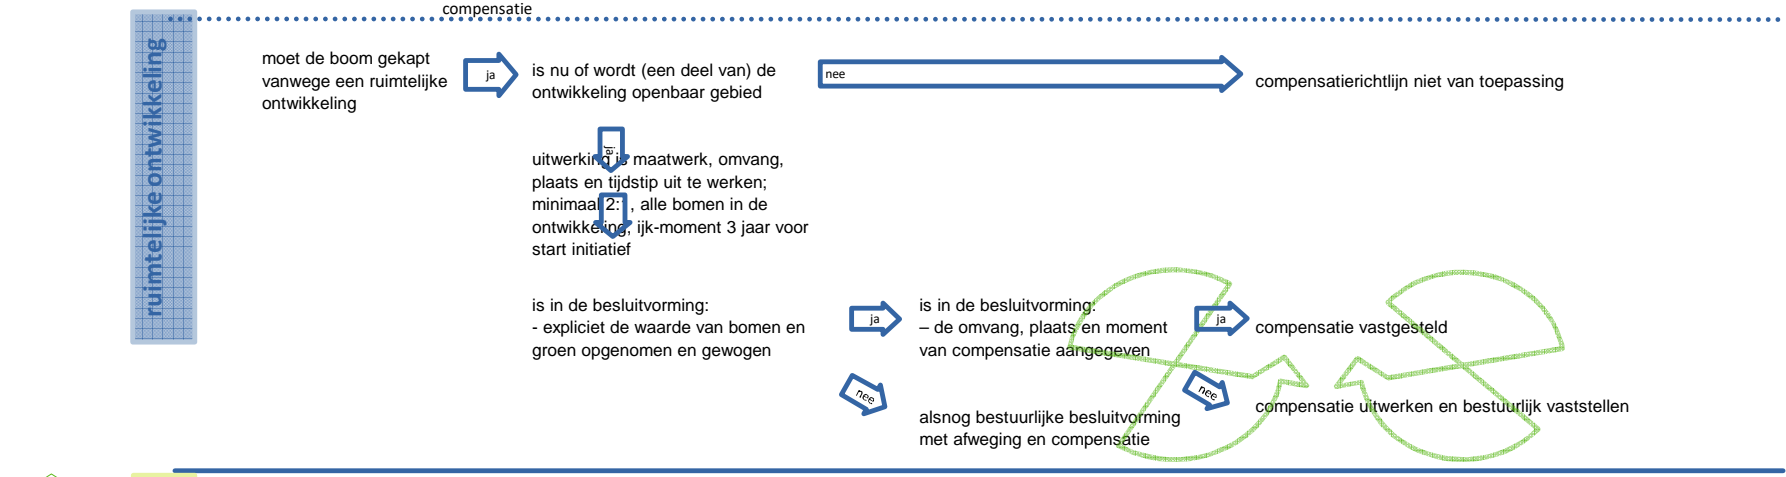 compensatie
ruimtelijke ontwikkeling
moet de boom gekapt
vanwege een ruimtelijke
ontwikkeling
ja
is nu of wordt (een deel van) de
ontwikkeling openbaar gebied
nee
compensatierichtlijn niet van toepassing
ja
uitwerking is maatwerk, omvang,
plaats en tijdstip uit te werken;
minimaal 2:1, alle bomen in de
ontwikkeling, ijk-moment 3 jaar voor
start initiatief
is in de besluitvorming:
- expliciet de waarde van bomen en
groen opgenomen en gewogen
ja
is in de besluitvorming:
– de omvang, plaats en moment
van compensatie aangegeven
ja
compensatie vastgesteld
nee
alsnog bestuurlijke besluitvorming
met afweging en compensatie
nee
compensatie uitwerken en bestuurlijk vaststellen